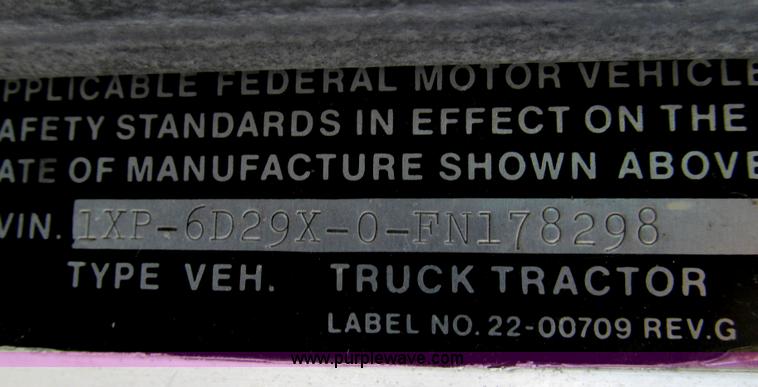 PPLICABLE FEDERAL MOTOR VEHICLE
AFETY STANDARDS IN EFFECT ON THE
ATE OF MANUFACTURE SHOWN ABOVE
VIN. 1XP-6D29X-0-FN178298
TYPE VEH. TRUCK TRACTOR
LABEL NO. 22-00709 REV.G
www.purplewave.com